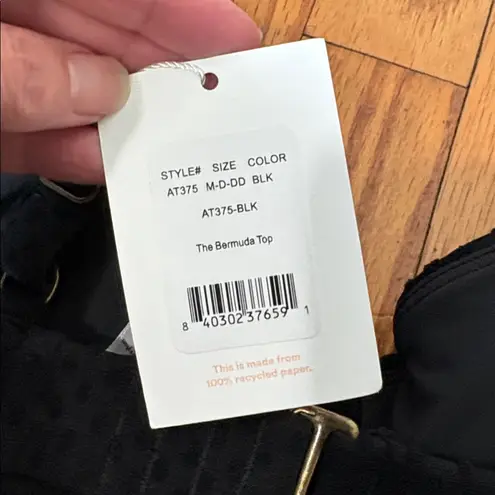 STYLE# SIZE COLOR
AT375 M-D-DD BLK
AT375-BLK
The Bermuda Top
8 40302 37659 1
This is made from
100% recycled paper.